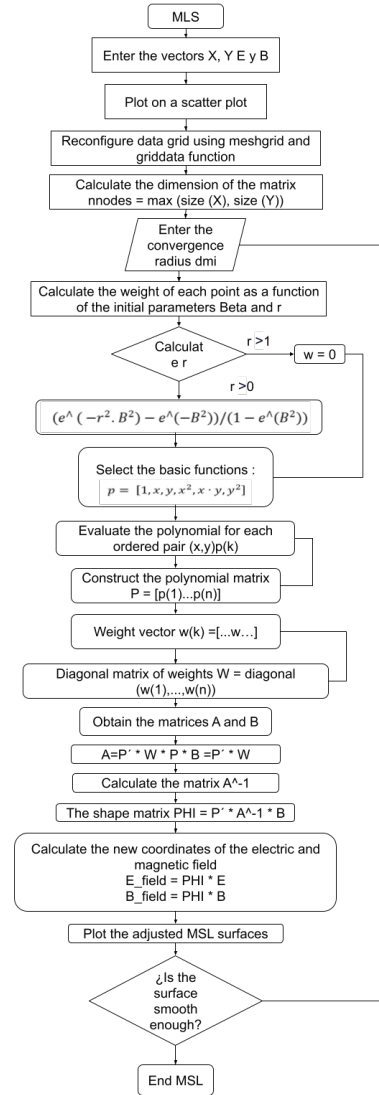 MLS
Enter the vectors X, Y E y B
Plot on a scatter plot
Reconfigure data grid using meshgrid and
griddata function
Calculate the dimension of the matrix
nnodes = max (size (X), size (Y))
Enter the
convergence
radius dmi
Calculate the weight of each point as a function
of the initial parameters Beta and r
Calculat
e r
r >1
w = 0
r >0
(e^ ( −r². B²) − e^(−B²))/(1 − e^(B²))
Select the basic functions :
p = [1, x, y, x², x · y, y²]
Evaluate the polynomial for each
ordered pair (x,y)p(k)
Construct the polynomial matrix
P = [p(1)...p(n)]
Weight vector w(k) =[...w…]
Diagonal matrix of weights W = diagonal
(w(1),...,w(n))
Obtain the matrices A and B
A=P´ * W * P * B =P´ * W
Calculate the matrix A^-1
The shape matrix PHI = P´ * A^-1 * B
Calculate the new coordinates of the electric and
magnetic field
E_field = PHI * E
B_field = PHI * B
Plot the adjusted MSL surfaces
¿Is the
surface
smooth
enough?
End MSL